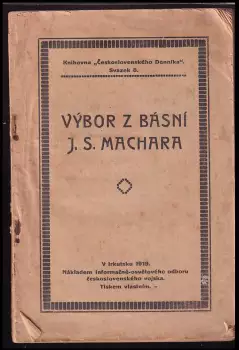 Knihovna „Československého Denníka“.
Svazek 8.
VÝBOR Z BÁSNÍ
J. S. MACHARA
V Irkutsku 1919.
Nákladem Informačně-osvětového odboru
československého vojska.
Tiskem vlastním.